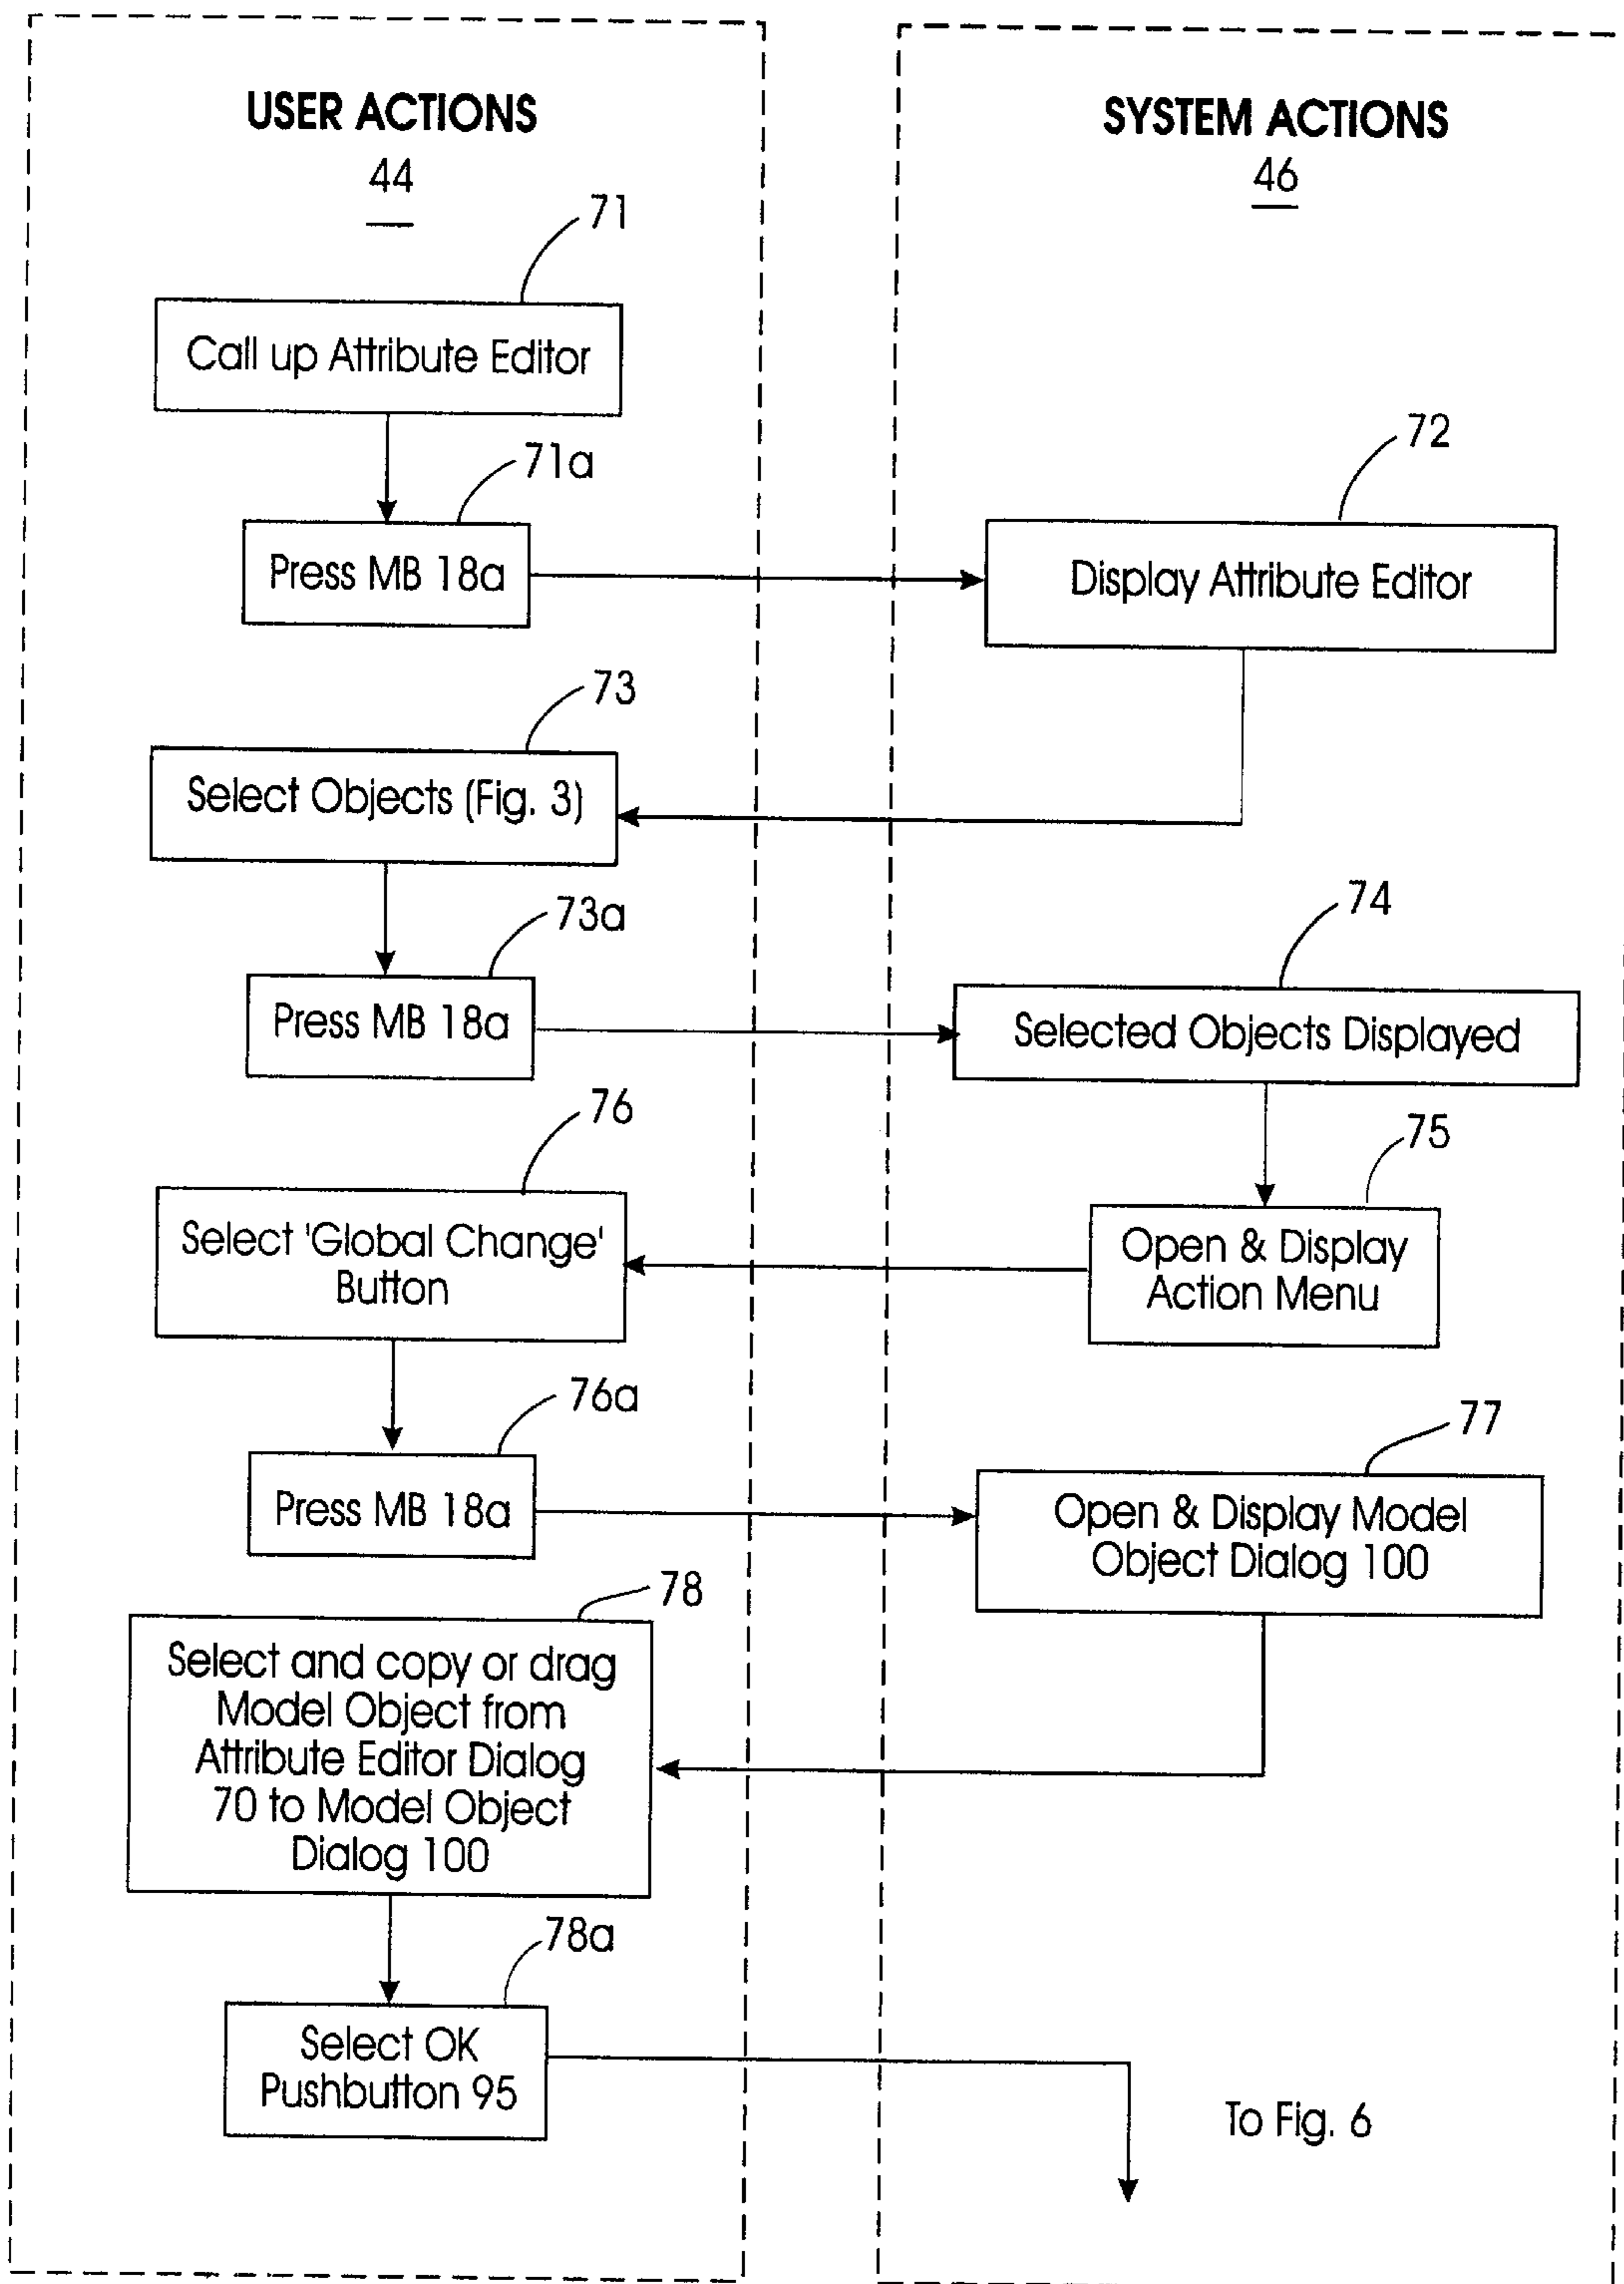 USER ACTIONS
44
SYSTEM ACTIONS
46
71
Call up Attribute Editor
71a
Press MB 18a
72
Display Attribute Editor
73
Select Objects (Fig. 3)
73a
Press MB 18a
74
Selected Objects Displayed
75
Open & Display
Action Menu
76
Select 'Global Change'
Button
76a
Press MB 18a
77
Open & Display Model
Object Dialog 100
78
Select and copy or drag
Model Object from
Attribute Editor Dialog
70 to Model Object
Dialog 100
78a
Select OK
Pushbutton 95
To Fig. 6